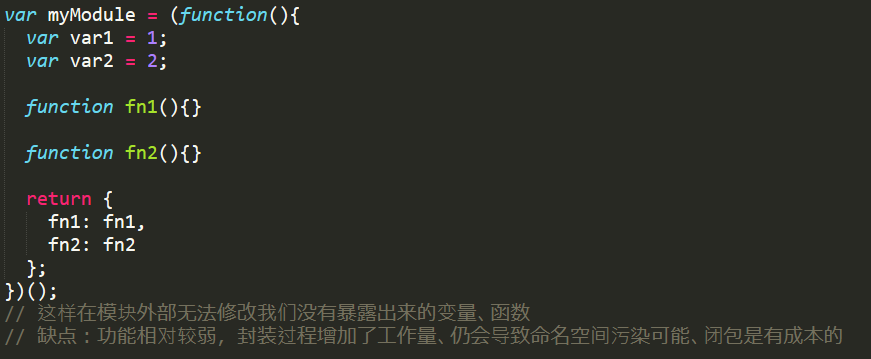 var myModule = (function(){
  var var1 = 1;
  var var2 = 2;

  function fn1(){}

  function fn2(){}

  return {
    fn1: fn1,
    fn2: fn2
  };
})();
// 这样在模块外部无法修改我们没有暴露出来的变量、函数
// 缺点：功能相对较弱，封装过程增加了工作量、仍会导致命名空间污染可能、闭包是有成本的